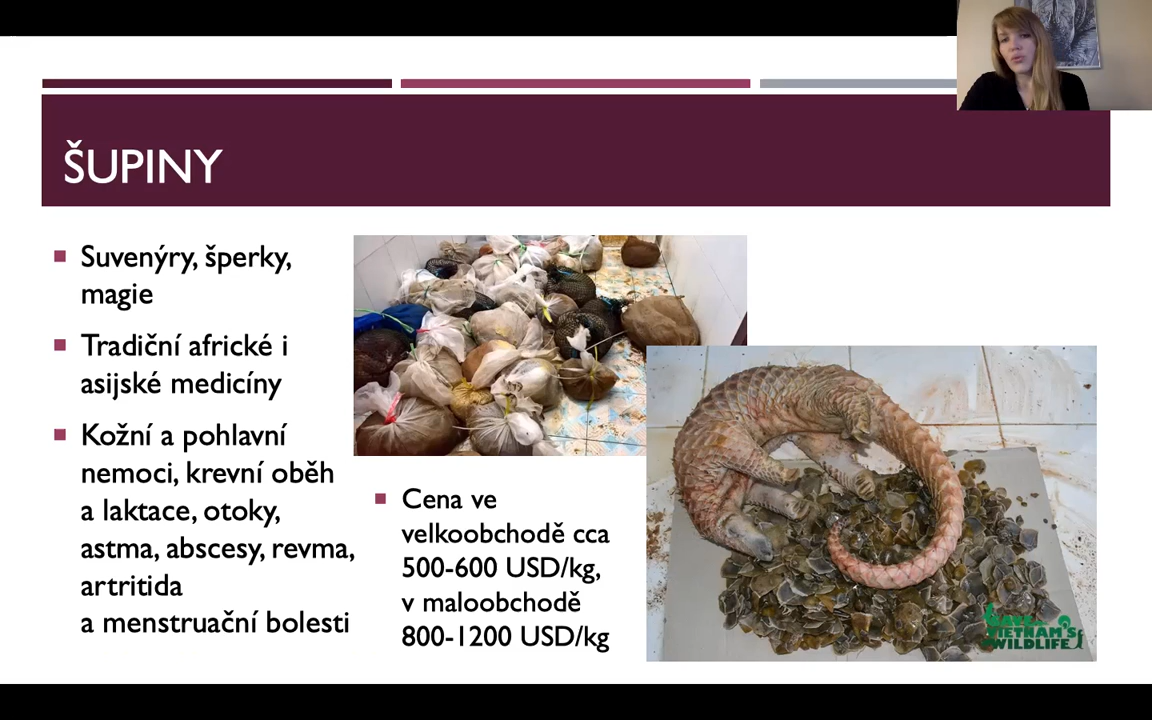 ŠUPINY
Suvenýry, šperky,
magie
Tradiční africké i
asijské medicíny
Kožní a pohlavní
nemoci, krevní oběh
a laktace, otoky,
astma, abscesy, revma,
artritida
a menstruační bolesti
Cena ve
velkoobchodě cca
500-600 USD/kg,
v maloobchodě
800-1200 USD/kg
SAVE
VIETNAM'S
WILDLIFE